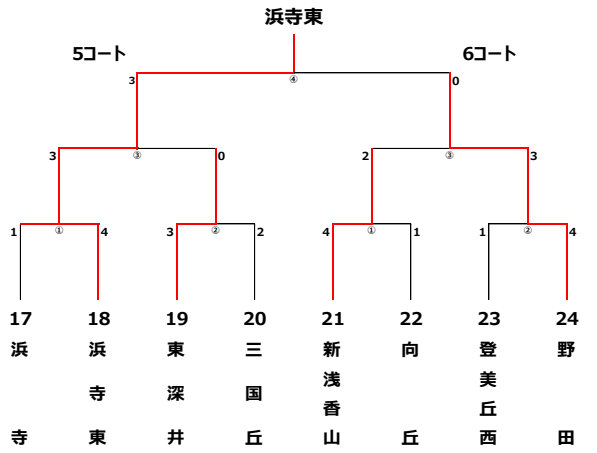 浜寺東
5コート 6コート
3 ④ 0
3 ③ 0 2 ③ 3
1 ① 4 3 ② 2 4 ① 1 1 ② 4
17 18 19 20 21 22 23 24
浜寺
浜寺東
東深井
三国丘
新浅香山
向丘
登美丘西
野田